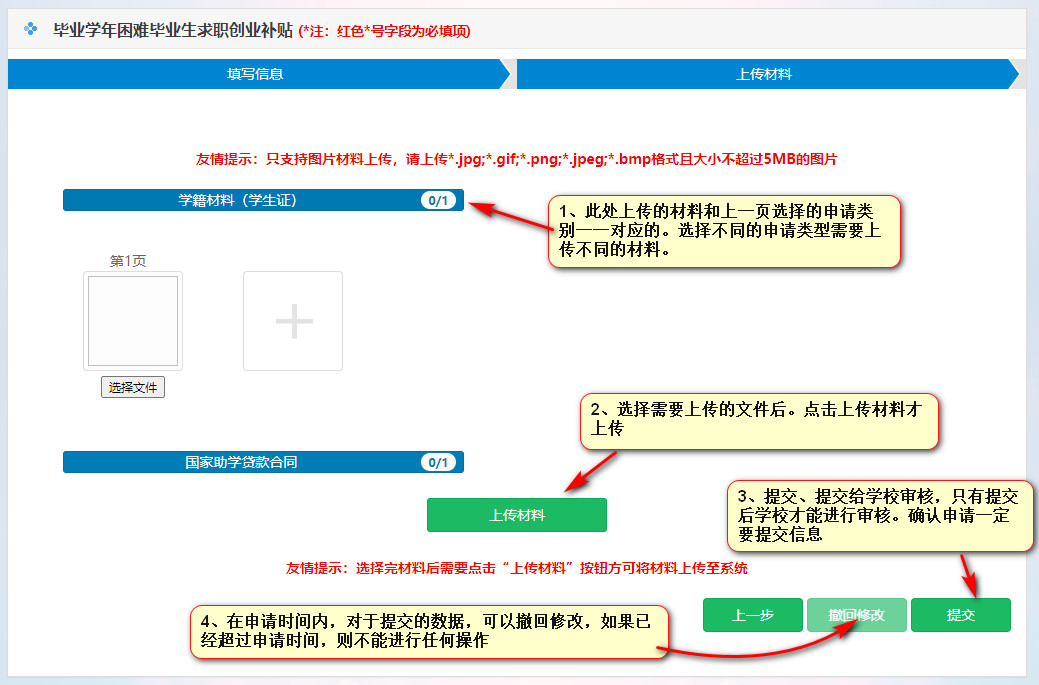 毕业学年困难毕业生求职创业补贴 (*注：红色*号字段为必填项)
填写信息
上传材料
友情提示：只支持图片材料上传，请上传*.jpg;*.gif;*.png;*.jpeg;*.bmp格式且大小不超过5MB的图片
学籍材料（学生证） 0/1
1、此处上传的材料和上一页选择的申请类
别一一对应的。选择不同的申请类型需要上
传不同的材料。
第1页
选择文件
2、选择需要上传的文件后。点击上传材料才
上传
国家助学贷款合同 0/1
上传材料
3、提交、提交给学校审核，只有提交
后学校才能进行审核。确认申请一定
要提交信息
友情提示：选择完材料后需要点击“上传材料”按钮方可将材料上传至系统
4、在申请时间内，对于提交的数据，可以撤回修改，如果已
经超过申请时间，则不能进行任何操作
上一步
撤回修改
提交